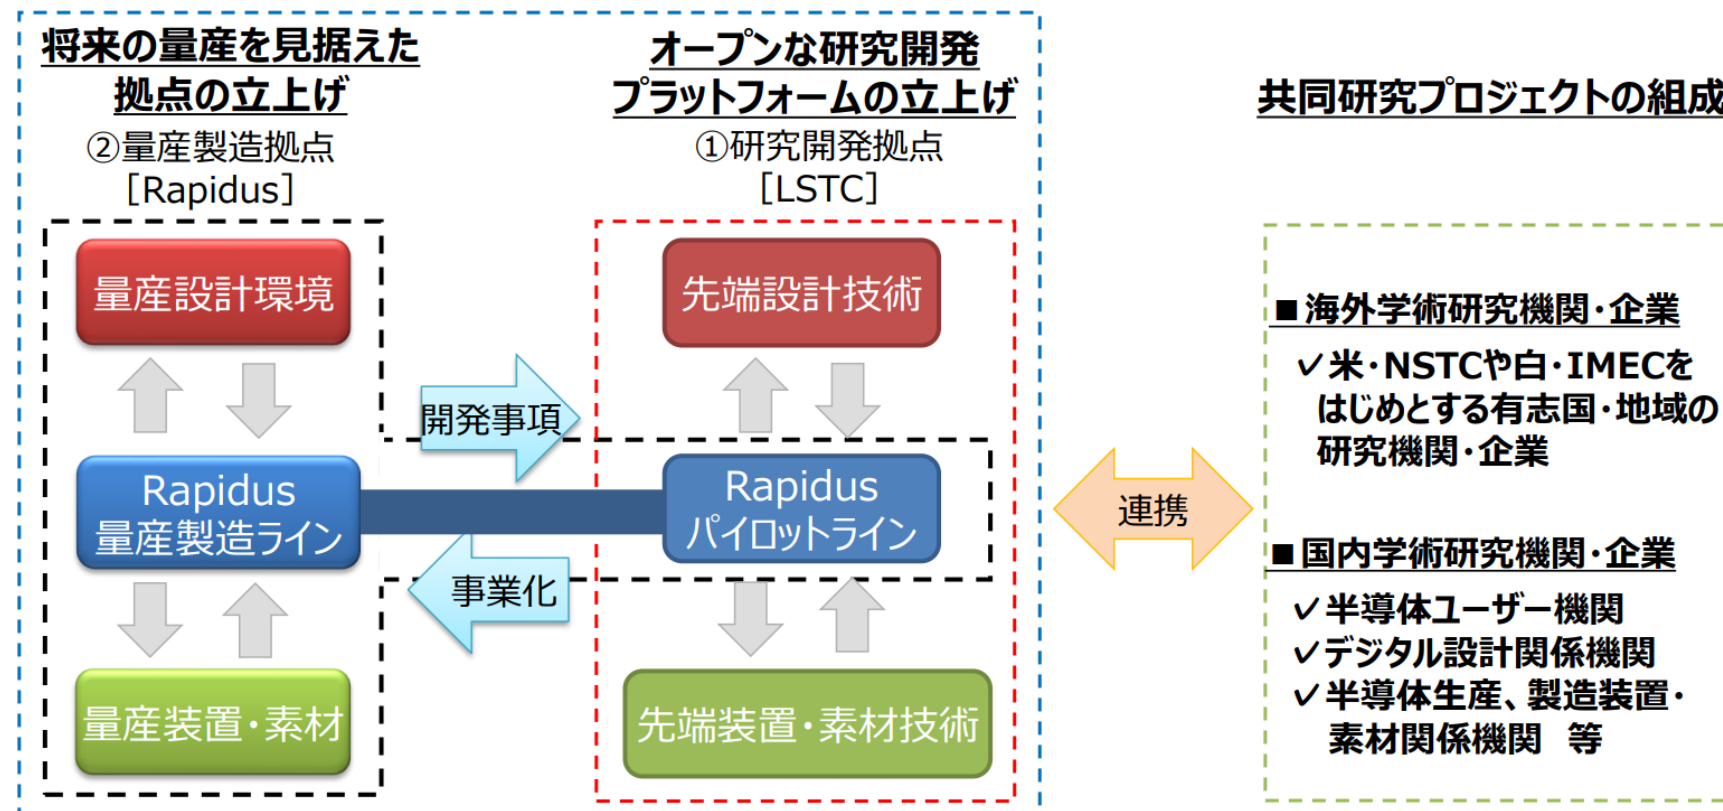 将来の量産を見据えた
拠点の立上げ
②量産製造拠点
[Rapidus]
量産設計環境
Rapidus
量産製造ライン
量産装置・素材
開発事項
事業化
オープンな研究開発
プラットフォームの立上げ
①研究開発拠点
[LSTC]
先端設計技術
Rapidus
パイロットライン
先端装置・素材技術
連携
共同研究プロジェクトの組成
■海外学術研究機関・企業
✓米・NSTCや白・IMECを
はじめとする有志国・地域の
研究機関・企業
■国内学術研究機関・企業
✓半導体ユーザー機関
✓デジタル設計関係機関
✓半導体生産、製造装置・
素材関係機関　等